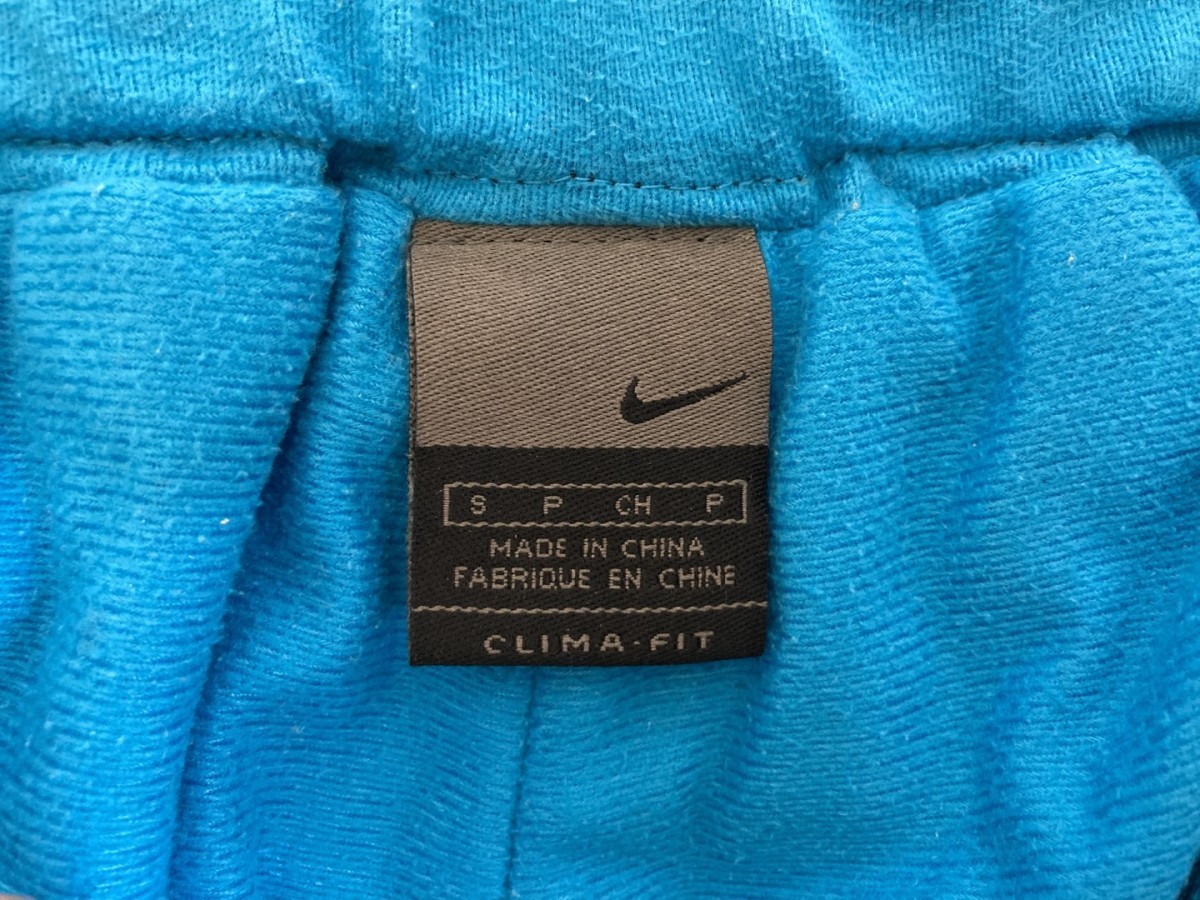 S P CH P
MADE IN CHINA
FABRIQUE EN CHINE
CLIMA-FIT